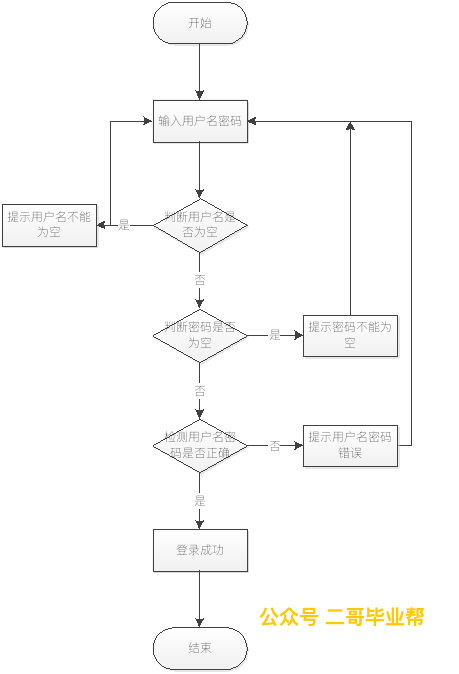 开始
输入用户名密码
提示用户名不能
为空
是
判断用户名是
否为空
否
判断密码是否
为空
是
提示密码不能为
空
否
检测用户名密
码是否正确
否
提示用户名密码
错误
是
登录成功
公众号 二哥毕业帮
结束